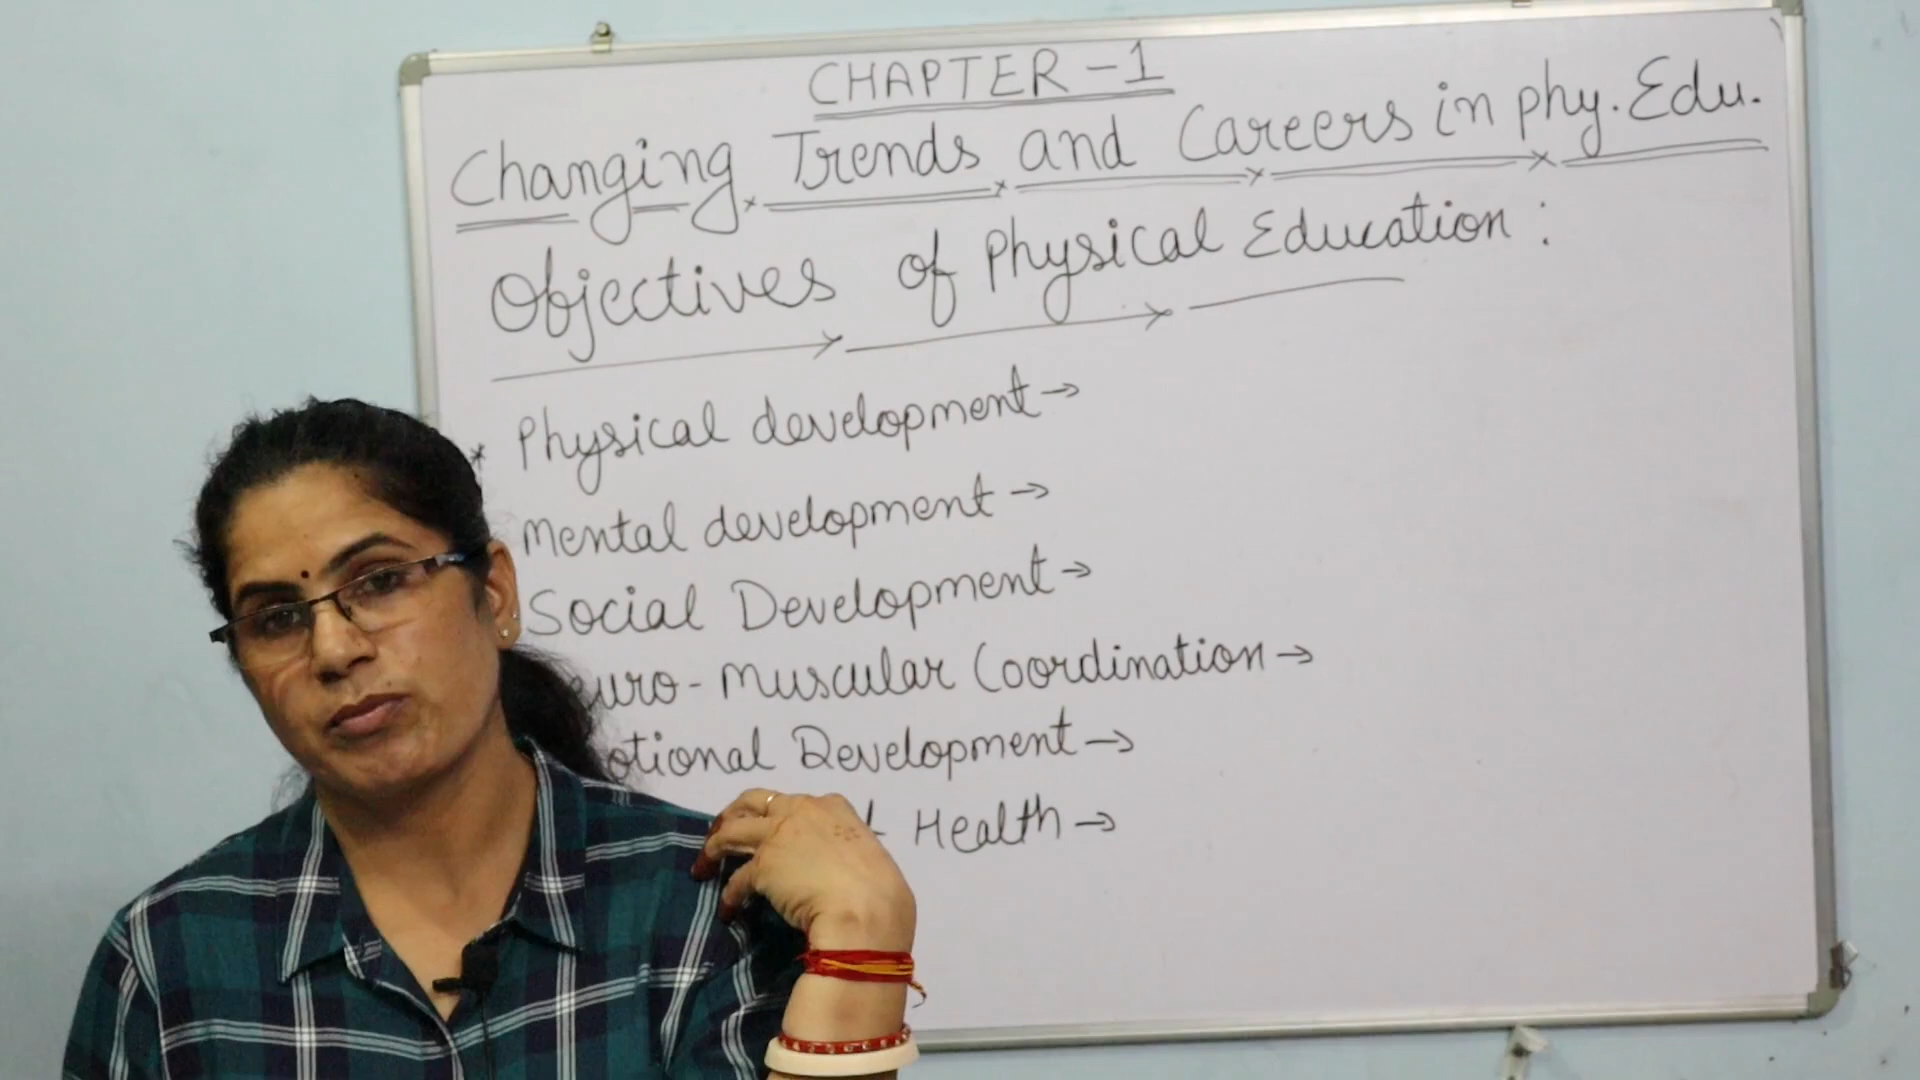 CHAPTER - 1
Changing Trends and Careers in phy. Edu.
Objectives of Physical Education :
* Physical development →
Mental development →
Social Development →
Muscular Coordination →
Development →
Health →